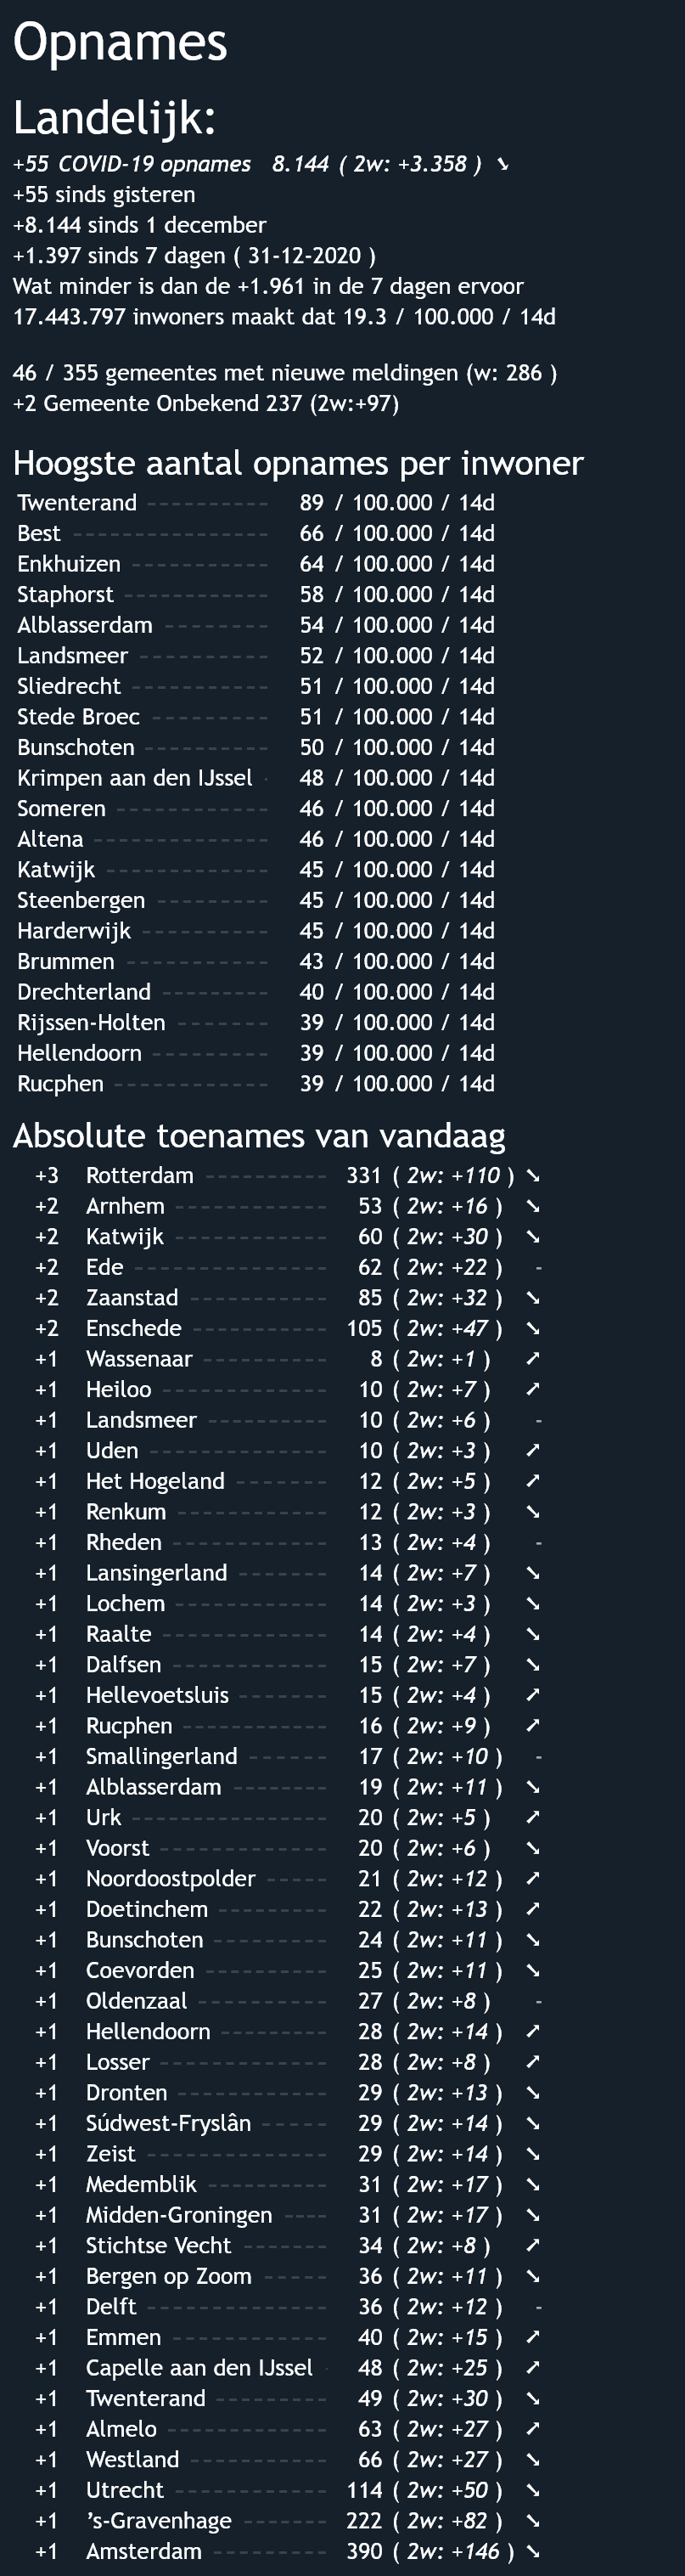 Opnames
Landelijk:
+55 COVID-19 opnames 8.144 ( 2w: +3.358 ) ➘
+55 sinds gisteren
+8.144 sinds 1 december
+1.397 sinds 7 dagen ( 31-12-2020 )
Wat minder is dan de +1.961 in de 7 dagen ervoor
17.443.797 inwoners maakt dat 19.3 / 100.000 / 14d
46 / 355 gemeentes met nieuwe meldingen (w: 286 )
+2 Gemeente Onbekend 237 (2w:+97)
Hoogste aantal opnames per inwoner
Twenterand ---------- 89 / 100.000 / 14d
Best ---------------- 66 / 100.000 / 14d
Enkhuizen ----------- 64 / 100.000 / 14d
Staphorst ------------ 58 / 100.000 / 14d
Alblasserdam -------- 54 / 100.000 / 14d
Landsmeer ---------- 52 / 100.000 / 14d
Sliedrecht ----------- 51 / 100.000 / 14d
Stede Broec --------- 51 / 100.000 / 14d
Bunschoten ---------- 50 / 100.000 / 14d
Krimpen aan den IJssel - 48 / 100.000 / 14d
Someren ------------ 46 / 100.000 / 14d
Altena -------------- 46 / 100.000 / 14d
Katwijk ------------- 45 / 100.000 / 14d
Steenbergen --------- 45 / 100.000 / 14d
Harderwijk ---------- 45 / 100.000 / 14d
Brummen ----------- 43 / 100.000 / 14d
Drechterland --------- 40 / 100.000 / 14d
Rijssen-Holten ------- 39 / 100.000 / 14d
Hellendoorn --------- 39 / 100.000 / 14d
Rucphen ------------ 39 / 100.000 / 14d
Absolute toenames van vandaag
+3 Rotterdam ---------- 331 ( 2w: +110 ) ➘
+2 Arnhem ------------ 53 ( 2w: +16 ) ➘
+2 Katwijk ------------ 60 ( 2w: +30 ) ➘
+2 Ede --------------- 62 ( 2w: +22 ) -
+2 Zaanstad ----------- 85 ( 2w: +32 ) ➘
+2 Enschede ---------- 105 ( 2w: +47 ) ➘
+1 Wassenaar ---------- 8 ( 2w: +1 ) ➚
+1 Heiloo ------------- 10 ( 2w: +7 ) ➚
+1 Landsmeer --------- 10 ( 2w: +6 ) -
+1 Uden -------------- 10 ( 2w: +3 ) ➚
+1 Het Hogeland ------- 12 ( 2w: +5 ) ➚
+1 Renkum ----------- 12 ( 2w: +3 ) ➘
+1 Rheden ------------ 13 ( 2w: +4 ) -
+1 Lansingerland ------- 14 ( 2w: +7 ) ➘
+1 Lochem ------------ 14 ( 2w: +3 ) ➘
+1 Raalte ------------- 14 ( 2w: +4 ) ➘
+1 Dalfsen ------------ 15 ( 2w: +7 ) ➘
+1 Hellevoetsluis ------- 15 ( 2w: +4 ) ➚
+1 Rucphen ----------- 16 ( 2w: +9 ) ➚
+1 Smallingerland ------ 17 ( 2w: +10 ) -
+1 Alblasserdam ------- 19 ( 2w: +11 ) ➘
+1 Urk --------------- 20 ( 2w: +5 ) ➚
+1 Voorst ------------- 20 ( 2w: +6 ) ➘
+1 Noordoostpolder ----- 21 ( 2w: +12 ) ➚
+1 Doetinchem --------- 22 ( 2w: +13 ) ➚
+1 Bunschoten --------- 24 ( 2w: +11 ) ➘
+1 Coevorden --------- 25 ( 2w: +11 ) ➘
+1 Oldenzaal ---------- 27 ( 2w: +8 ) -
+1 Hellendoorn -------- 28 ( 2w: +14 ) ➚
+1 Losser ------------- 28 ( 2w: +8 ) ➚
+1 Dronten ----------- 29 ( 2w: +13 ) ➘
+1 Súdwest-Fryslân ----- 29 ( 2w: +14 ) ➘
+1 Zeist -------------- 29 ( 2w: +14 ) ➘
+1 Medemblik --------- 31 ( 2w: +17 ) ➘
+1 Midden-Groningen ---- 31 ( 2w: +17 ) ➘
+1 Stichtse Vecht ------- 34 ( 2w: +8 ) ➚
+1 Bergen op Zoom ----- 36 ( 2w: +11 ) ➘
+1 Delft -------------- 36 ( 2w: +12 ) -
+1 Emmen ------------ 40 ( 2w: +15 ) ➚
+1 Capelle aan den IJssel - 48 ( 2w: +25 ) ➚
+1 Twenterand --------- 49 ( 2w: +30 ) ➘
+1 Almelo ------------ 63 ( 2w: +27 ) ➚
+1 Westland ----------- 66 ( 2w: +27 ) ➘
+1 Utrecht ------------ 114 ( 2w: +50 ) ➘
+1 ’s-Gravenhage ------- 222 ( 2w: +82 ) ➘
+1 Amsterdam --------- 390 ( 2w: +146 ) ➘